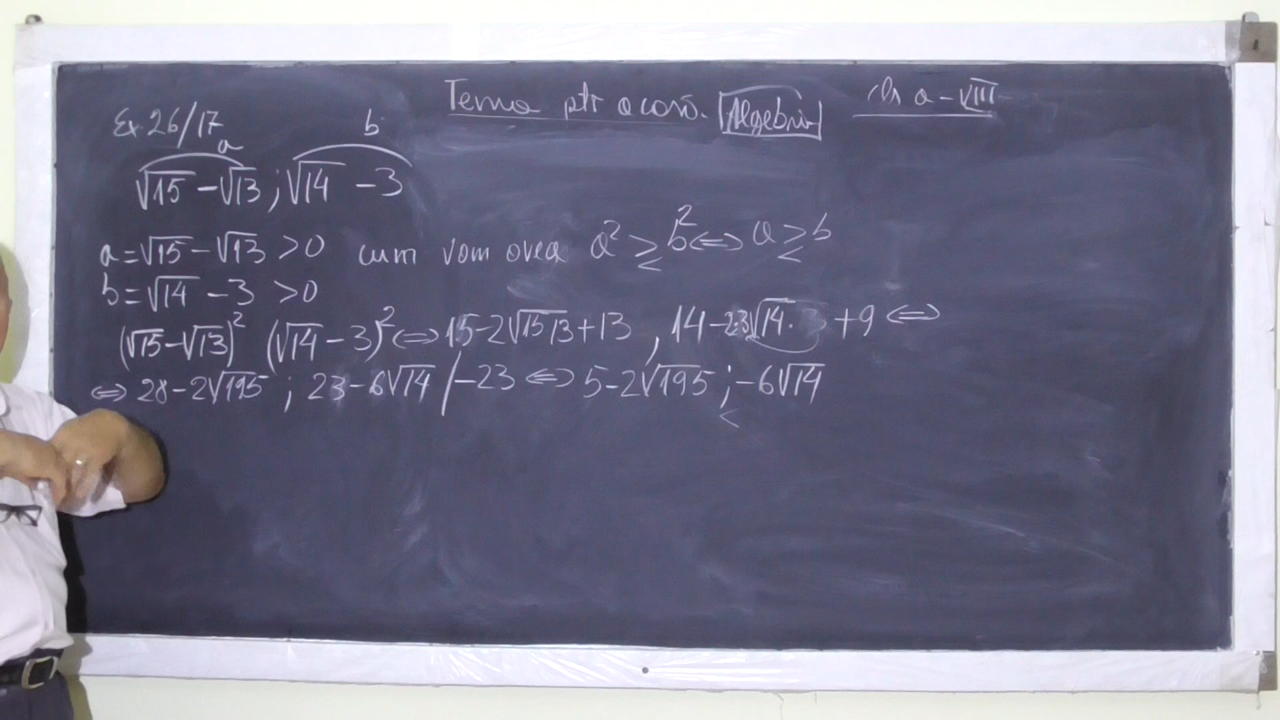 Tema ptr acasă. Algebra cls a-VIII
Ex 26/17
a b
√15 - √13 ; √14 - 3
a = √15 - √13 > 0 cum vom avea a² ≥≤ b² ⇔ a ≥≤ b
b = √14 - 3 > 0
(√15 - √13)² (√14 - 3)² ⇔ 15 - 2√15·13 + 13 , 14 - 2·3√14· + 9 ⇔
⇔ 28 - 2√195 ; 23 - 6√14 / -23 ⇔ 5 - 2√195 ; -6√14
<